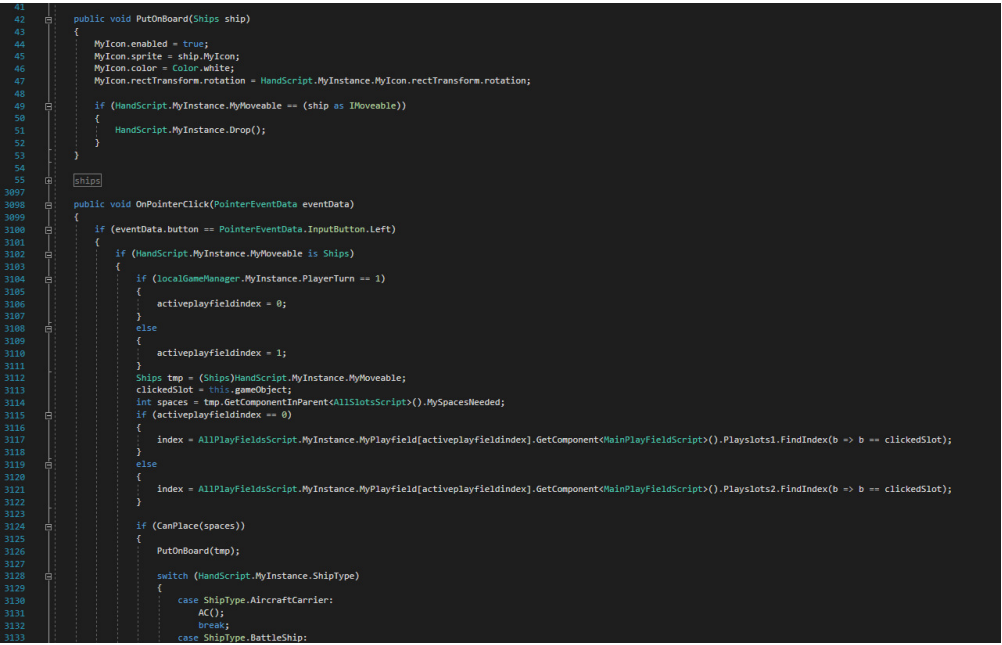 41
42 public void PutOnBoard(Ships ship)
43 {
44 MyIcon.enabled = true;
45 MyIcon.sprite = ship.MyIcon;
46 MyIcon.color = Color.white;
47 MyIcon.rectTransform.rotation = HandScript.MyInstance.MyIcon.rectTransform.rotation;
48
49 if (HandScript.MyInstance.MyMoveable == (ship as IMoveable))
50 {
51 HandScript.MyInstance.Drop();
52 }
53 }
54
55 ships
3097
3098 public void OnPointerClick(PointerEventData eventData)
3099 {
3100 if (eventData.button == PointerEventData.InputButton.Left)
3101 {
3102 if (HandScript.MyInstance.MyMoveable is Ships)
3103 {
3104 if (localGameManager.MyInstance.PlayerTurn == 1)
3105 {
3106 activeplayfieldindex = 0;
3107 }
3108 else
3109 {
3110 activeplayfieldindex = 1;
3111 }
3112 Ships tmp = (Ships)HandScript.MyInstance.MyMoveable;
3113 clickedSlot = this.gameObject;
3114 int spaces = tmp.GetComponentInParent<AllSlotsScript>().MySpacesNeeded;
3115 if (activeplayfieldindex == 0)
3116 {
3117 index = AllPlayFieldsScript.MyInstance.MyPlayfield[activeplayfieldindex].GetComponent<MainPlayFieldScript>().Playslots1.FindIndex(b => b == clickedSlot);
3118 }
3119 else
3120 {
3121 index = AllPlayFieldsScript.MyInstance.MyPlayfield[activeplayfieldindex].GetComponent<MainPlayFieldScript>().Playslots2.FindIndex(b => b == clickedSlot);
3122 }
3123
3124 if (CanPlace(spaces))
3125 {
3126 PutOnBoard(tmp);
3127
3128 switch (HandScript.MyInstance.ShipType)
3129 {
3130 case ShipType.AircraftCarrier:
3131 AC();
3132 break;
3133 case ShipType.BattleShip: